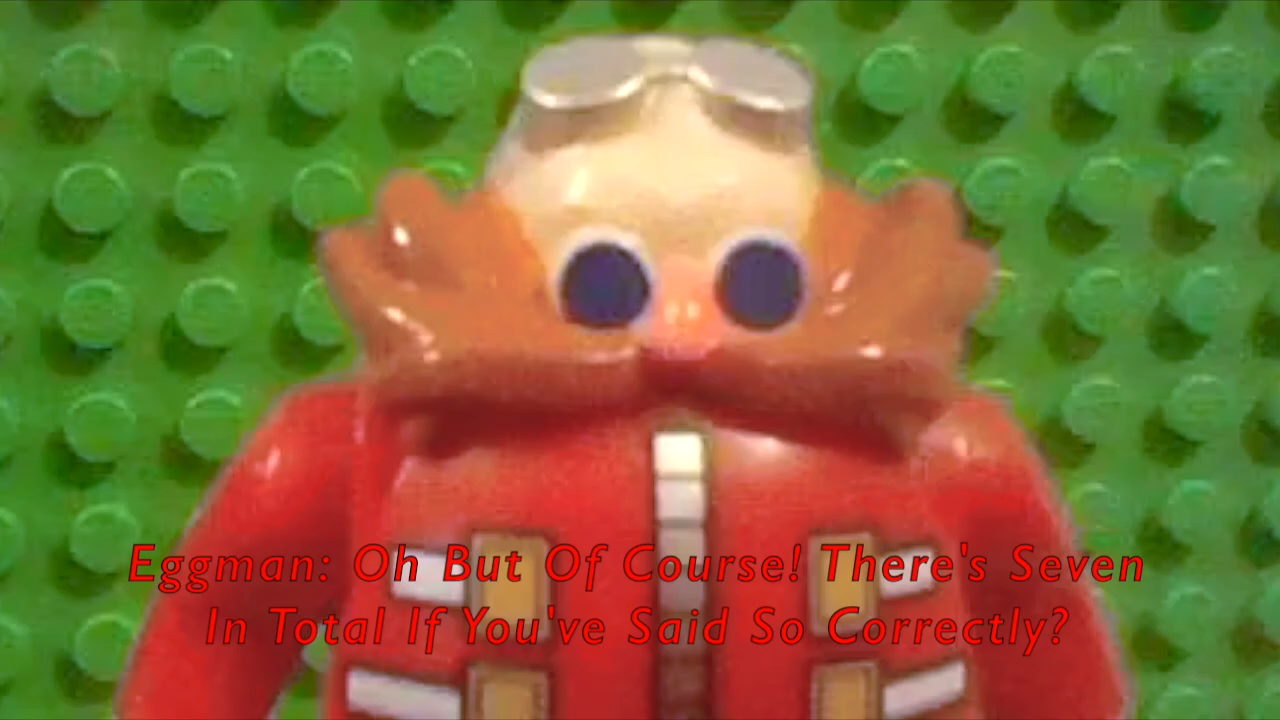 Eggman: Oh But Of Course! There's Seven
In Total If You've Said So Correctly?